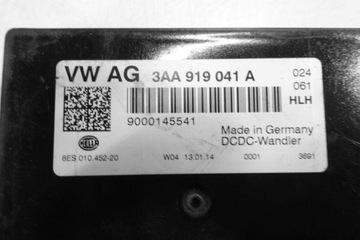 VW AG 3AA 919 041 A
024
061
HLH
9000145541
Made in Germany
DCDC-Wandler
HELLA
8ES 010.452-20 W04 13.01.14 0001 3691